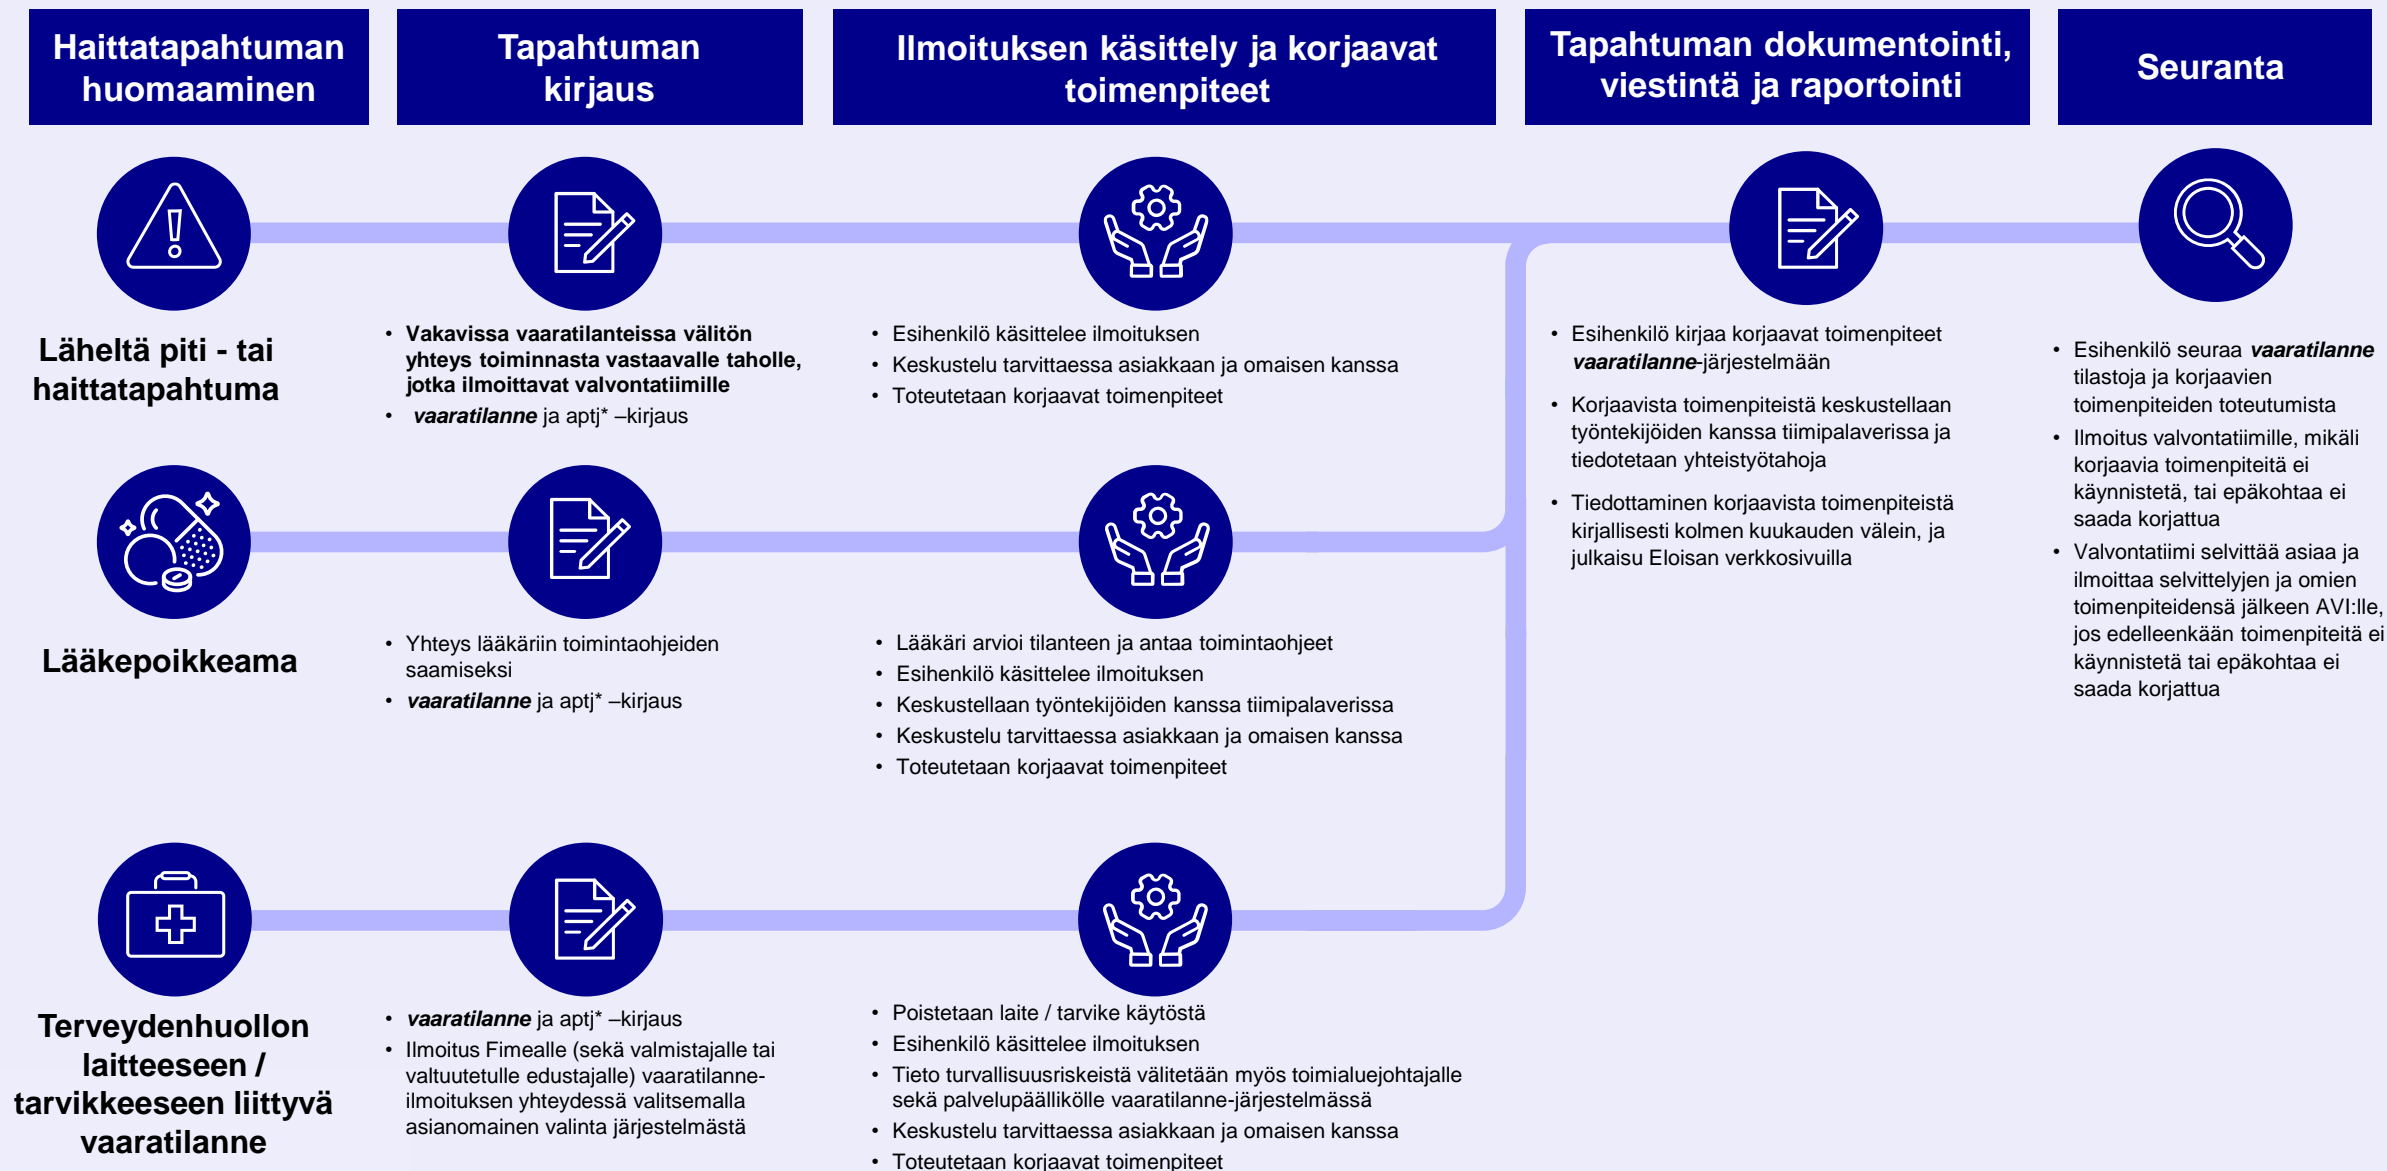 Haittatapahtuman
huomaaminen
Tapahtuman
kirjaus
Ilmoituksen käsittely ja korjaavat
toimenpiteet
Tapahtuman dokumentointi,
viestintä ja raportointi
Seuranta
Läheltä piti - tai
haittatapahtuma
• Vakavissa vaaratilanteissa välitön
yhteys toiminnasta vastaavalle taholle,
jotka ilmoittavat valvontatiimille
• vaaratilanne ja aptj* –kirjaus
• Esihenkilö käsittelee ilmoituksen
• Keskustelu tarvittaessa asiakkaan ja omaisen kanssa
• Toteutetaan korjaavat toimenpiteet
• Esihenkilö kirjaa korjaavat toimenpiteet
vaaratilanne-järjestelmään
• Korjaavista toimenpiteistä keskustellaan
työntekijöiden kanssa tiimipalaverissa ja
tiedotetaan yhteistyötahoja
• Tiedottaminen korjaavista toimenpiteistä
kirjallisesti kolmen kuukauden välein, ja
julkaisu Eloisan verkkosivuilla
• Esihenkilö seuraa vaaratilanne
tilastoja ja korjaavien
toimenpiteiden toteutumista
• Ilmoitus valvontatiimille, mikäli
korjaavia toimenpiteitä ei
käynnistetä, tai epäkohtaa ei
saada korjattua
• Valvontatiimi selvittää asiaa ja
ilmoittaa selvittelyjen ja omien
toimenpiteidensä jälkeen AVI:lle,
jos edelleenkään toimenpiteitä ei
käynnistetä tai epäkohtaa ei
saada korjattua
Lääkepoikkeama
• Yhteys lääkäriin toimintaohjeiden
saamiseksi
• vaaratilanne ja aptj* –kirjaus
• Lääkäri arvioi tilanteen ja antaa toimintaohjeet
• Esihenkilö käsittelee ilmoituksen
• Keskustellaan työntekijöiden kanssa tiimipalaverissa
• Keskustelu tarvittaessa asiakkaan ja omaisen kanssa
• Toteutetaan korjaavat toimenpiteet
Terveydenhuollon
laitteeseen /
tarvikkeeseen liittyvä
vaaratilanne
• vaaratilanne ja aptj* –kirjaus
• Ilmoitus Fimealle (sekä valmistajalle tai
valtuutetulle edustajalle) vaaratilanne-
ilmoituksen yhteydessä valitsemalla
asianomainen valinta järjestelmästä
• Poistetaan laite / tarvike käytöstä
• Esihenkilö käsittelee ilmoituksen
• Tieto turvallisuusriskeistä välitetään myös toimialuejohtajalle
sekä palvelupäällikölle vaaratilanne-järjestelmässä
• Keskustelu tarvittaessa asiakkaan ja omaisen kanssa
• Toteutetaan korjaavat toimenpiteet